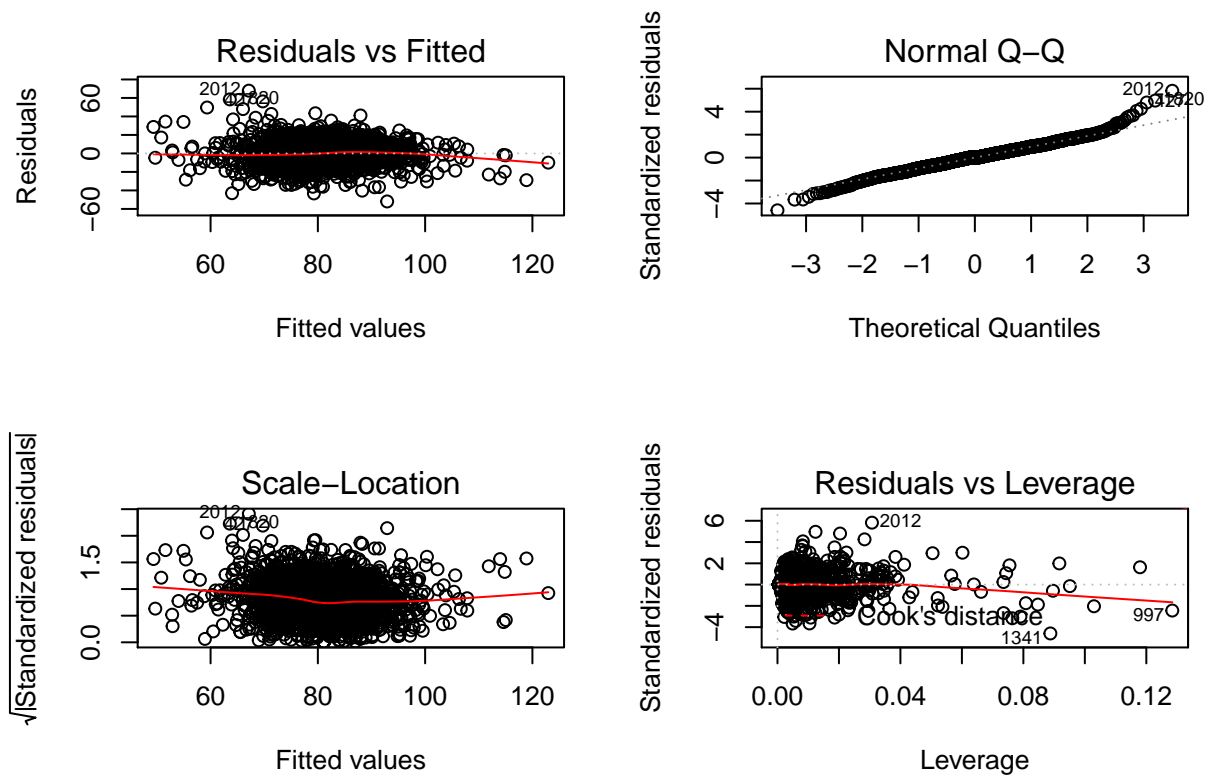 Residuals vs Fitted
Residuals
60
0
−60
2012
60
80
100
120
Fitted values
Normal Q−Q
Standardized residuals
4
0
−4
2012
−3
−2
−1
0
1
2
3
Theoretical Quantiles
Scale−Location
√|Standardized residuals|
1.5
0.0
2012
60
80
100
120
Fitted values
Residuals vs Leverage
Standardized residuals
6
2
−4
2012
Cook's distance
997
1341
0.00
0.04
0.08
0.12
Leverage